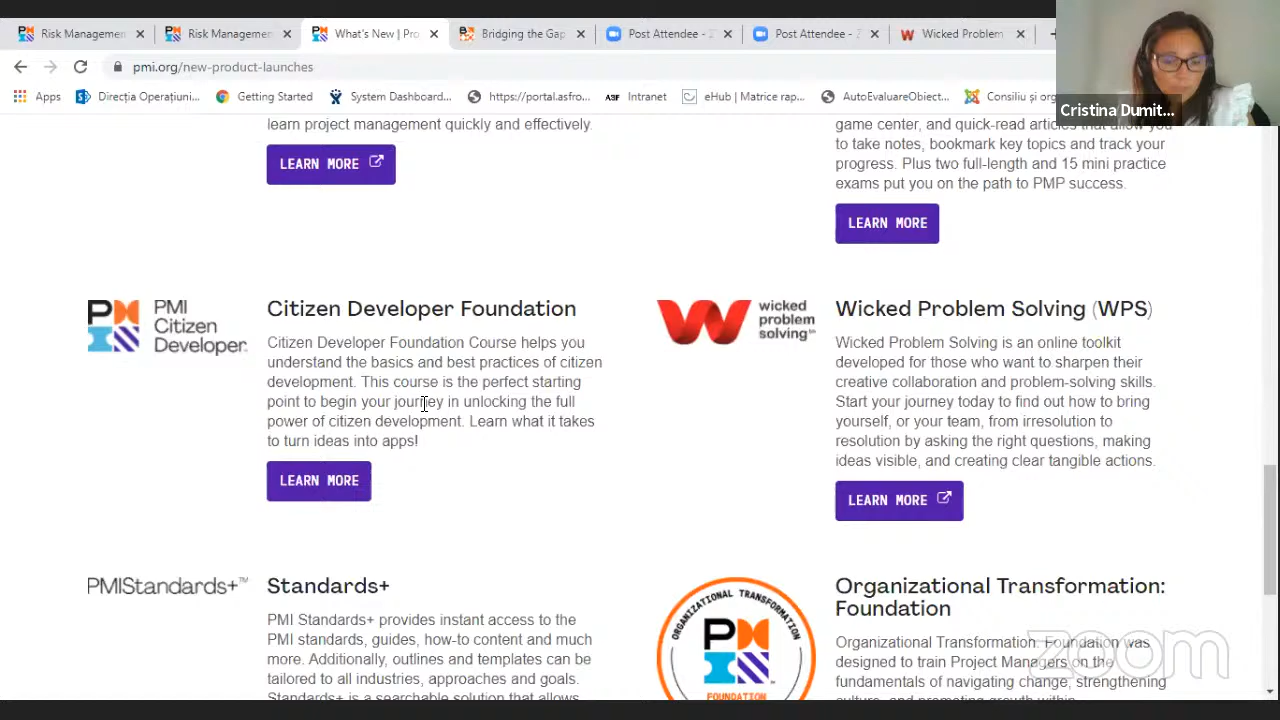 Risk Managemen
Risk Managemen
What's New | Pro
Bridging the Gap
Post Attendee - Z
Post Attendee - Z
Wicked Problem
pmi.org/new-product-launches
Apps
Direcția Operațiuni...
Getting Started
System Dashboard...
https://portal.asfro...
A3F
Intranet
eHub | Matrice rap...
AutoEvaluareObiect...
Consiliu și org
Cristina Dumit...
learn project management quickly and effectively.
LEARN MORE
game center, and quick-read articles that allow you
to take notes, bookmark key topics and track your
progress. Plus two full-length and 15 mini practice
exams put you on the path to PMP success.
LEARN MORE
PMI
Citizen
Developer
Citizen Developer Foundation
Citizen Developer Foundation Course helps you
understand the basics and best practices of citizen
development. This course is the perfect starting
point to begin your journey in unlocking the full
power of citizen development. Learn what it takes
to turn ideas into apps!
LEARN MORE
wicked
problem
solving
Wicked Problem Solving (WPS)
Wicked Problem Solving is an online toolkit
developed for those who want to sharpen their
creative collaboration and problem-solving skills.
Start your journey today to find out how to bring
yourself, or your team, from irresolution to
resolution by asking the right questions, making
ideas visible, and creating clear tangible actions.
LEARN MORE
PMIStandards+™
Standards+
PMI Standards+ provides instant access to the
PMI standards, guides, how-to content and much
more. Additionally, outlines and templates can be
tailored to all industries, approaches and goals.
Standards+ is a searchable solution that allows
ORGANIZATIONAL TRANSFORMATION
FOUNDATION
Organizational Transformation:
Foundation
Organizational Transformation: Foundation was
designed to train Project Managers on the
fundamentals of navigating change, strengthening
culture, and promoting growth within
zoom